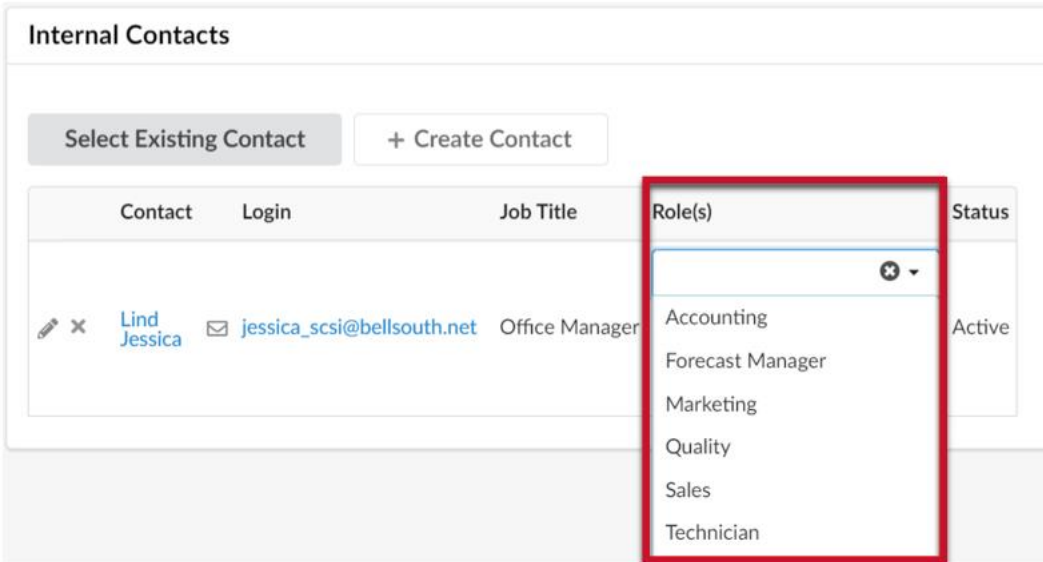 Internal Contacts
Select Existing Contact
+ Create Contact
Contact Login Job Title Role(s) Status
Lind
Jessica
jessica_scsi@bellsouth.net Office Manager Active
Accounting
Forecast Manager
Marketing
Quality
Sales
Technician